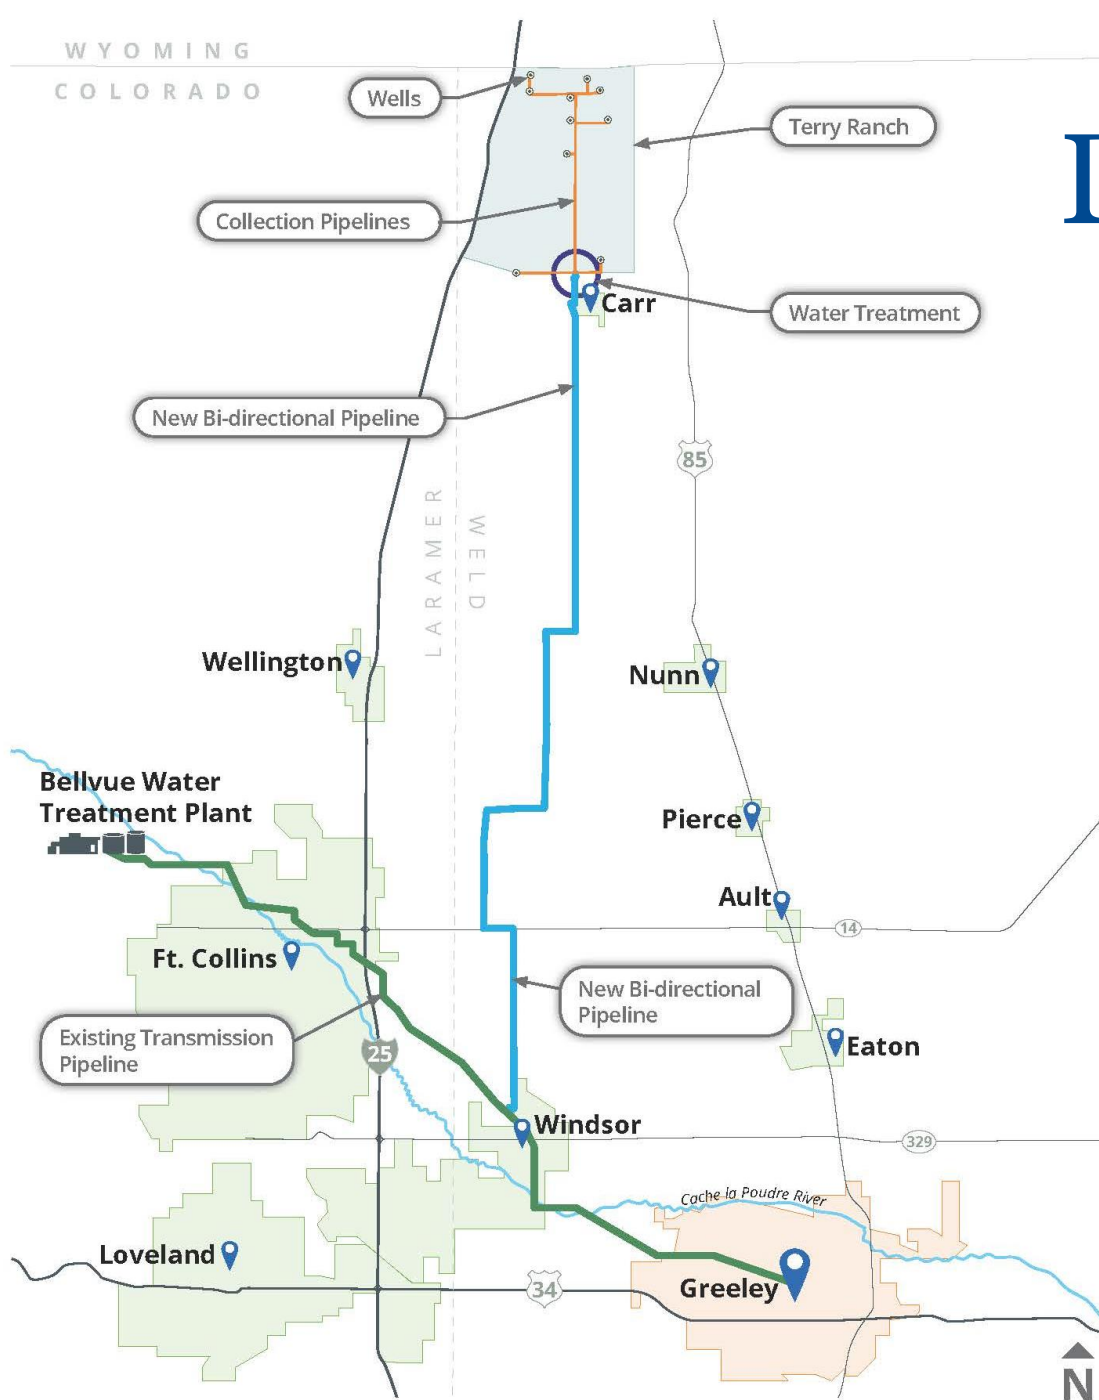 WYOMING
COLORADO
Wells
Terry Ranch
Collection Pipelines
Carr
Water Treatment
New Bi-directional Pipeline
85
LARAMER
WELD
Wellington
Nunn
Bellvue Water
Treatment Plant
Pierce
Ault
14
Ft. Collins
New Bi-directional
Pipeline
Existing Transmission
Pipeline
25
Eaton
Windsor
329
Cache la Poudre River
Loveland
34
Greeley
N